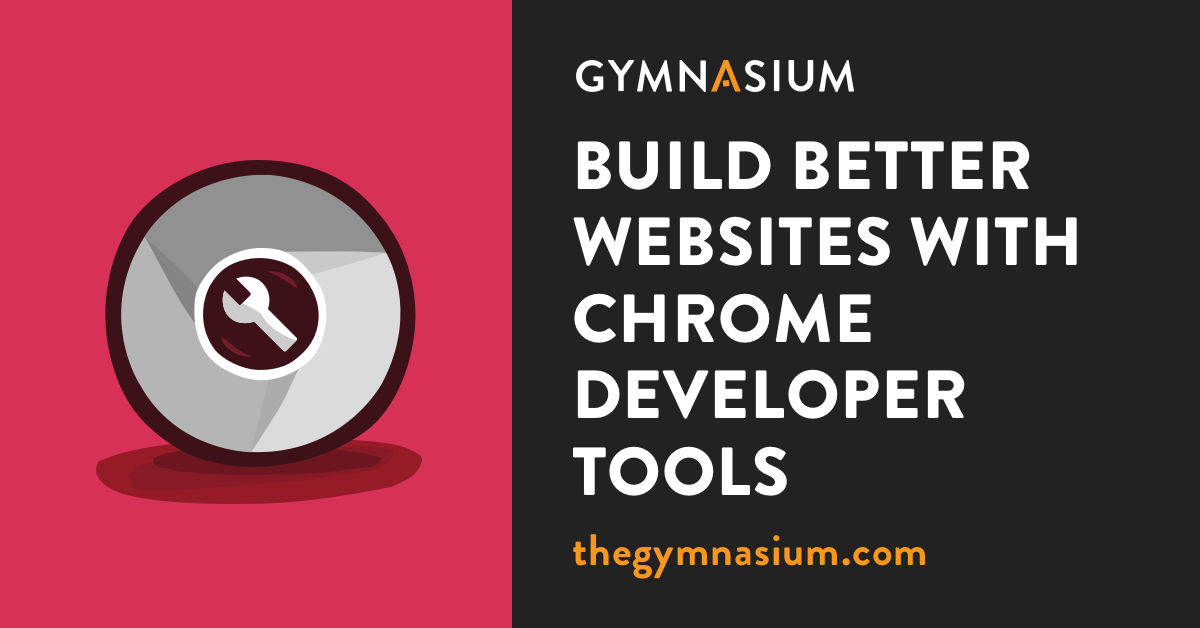 GYMNASIUM
BUILD BETTER
WEBSITES WITH
CHROME
DEVELOPER
TOOLS
thegymnasium.com